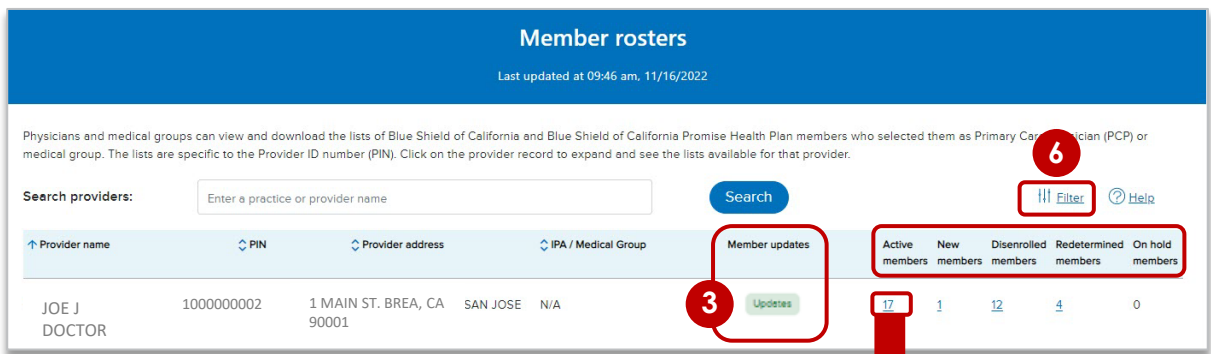 Member rosters
Last updated at 09:46 am, 11/16/2022
Physicians and medical groups can view and download the lists of Blue Shield of California and Blue Shield of California Promise Health Plan members who selected them as Primary Care Physician (PCP) or
medical group. The lists are specific to the Provider ID number (PIN). Click on the provider record to expand and see the lists available for that provider.
6
Search providers: Enter a practice or provider name Search Filter Help
Provider name PIN Provider address IPA / Medical Group Member updates Active members New members Disenrolled members Redetermined members On hold members
JOE J DOCTOR 1000000002 1 MAIN ST. BREA, CA 90001 SAN JOSE N/A 3 Updates 17 1 12 4 0